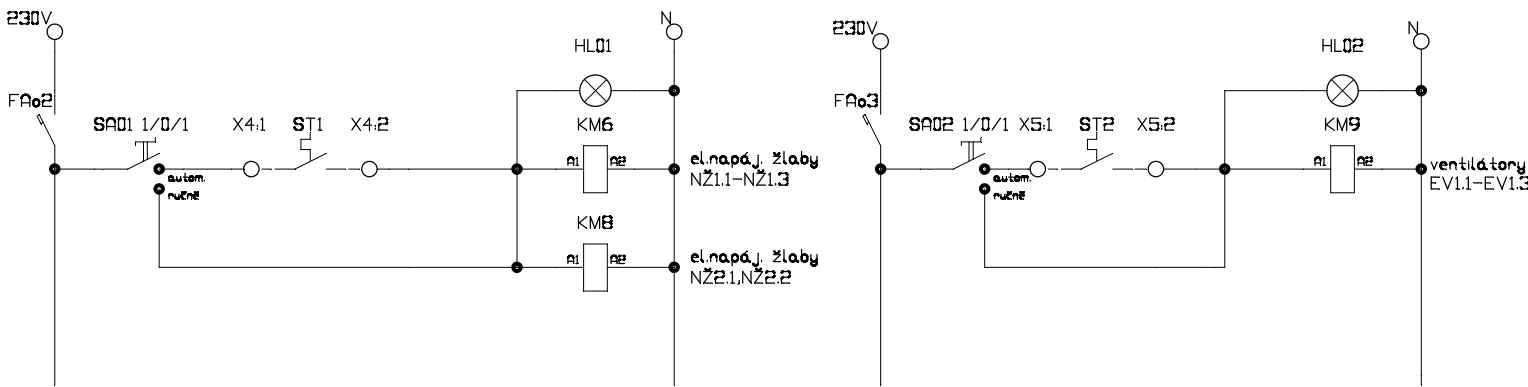 230V
N
HL01
FAo2
SA01 1/0/1
X4:1
ST1
X4:2
KM6
A1
A2
autom.
ručně
el.napáj. žlaby
NŽ1.1-NŽ1.3
KM8
A1
A2
el.napáj. žlaby
NŽ2.1,NŽ2.2
230V
N
HL02
FAo3
SA02 1/0/1
X5:1
ST2
X5:2
KM9
A1
A2
autom.
ručně
ventilátory
EV1.1-EV1.3